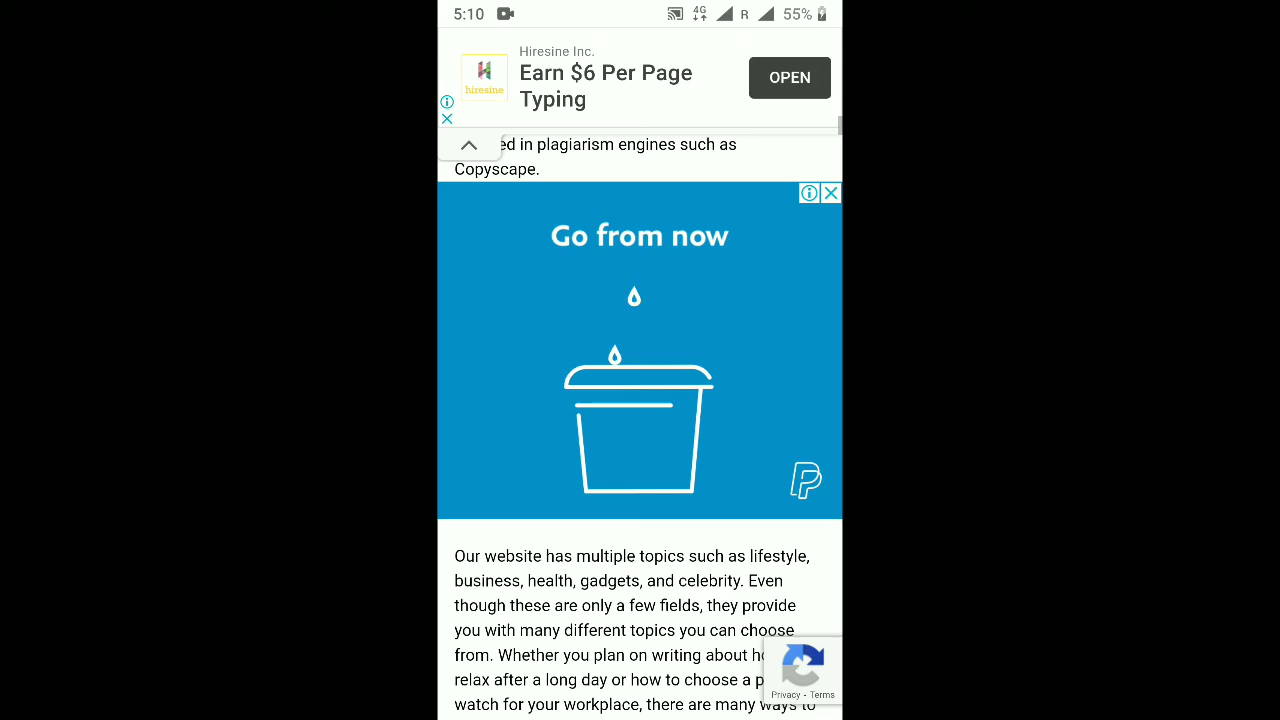 5:10 4G R 55%
Hiresine Inc.
Earn $6 Per Page
Typing
OPEN
hiresine
ed in plagiarism engines such as
Copyscape.
Go from now
Our website has multiple topics such as lifestyle,
business, health, gadgets, and celebrity. Even
though these are only a few fields, they provide
you with many different topics you can choose
from. Whether you plan on writing about
relax after a long day or how to choose a
watch for your workplace, there are many ways to
Privacy - Terms